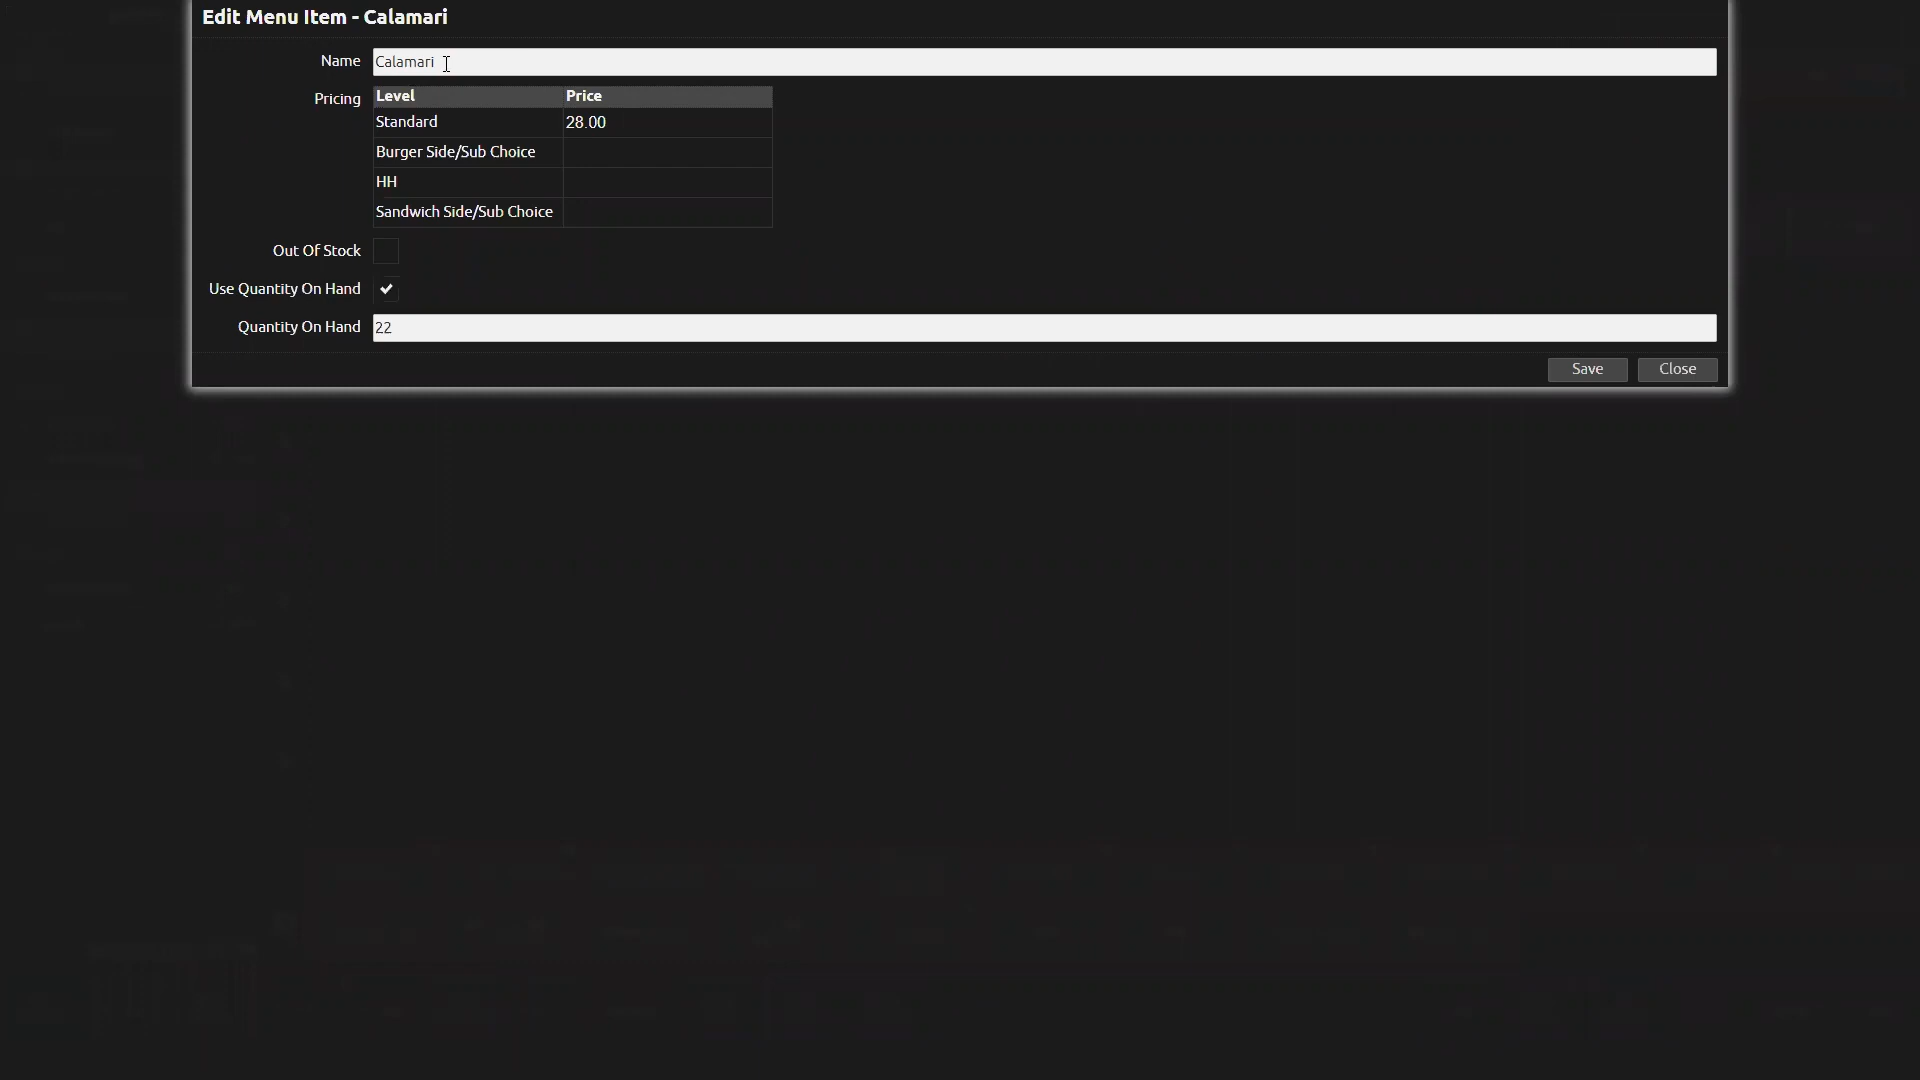 Edit Menu Item - Calamari
Name Calamari
Pricing Level Price
Standard 28.00
Burger Side/Sub Choice
HH
Sandwich Side/Sub Choice
Out Of Stock
Use Quantity On Hand
Quantity On Hand 22
Save Close